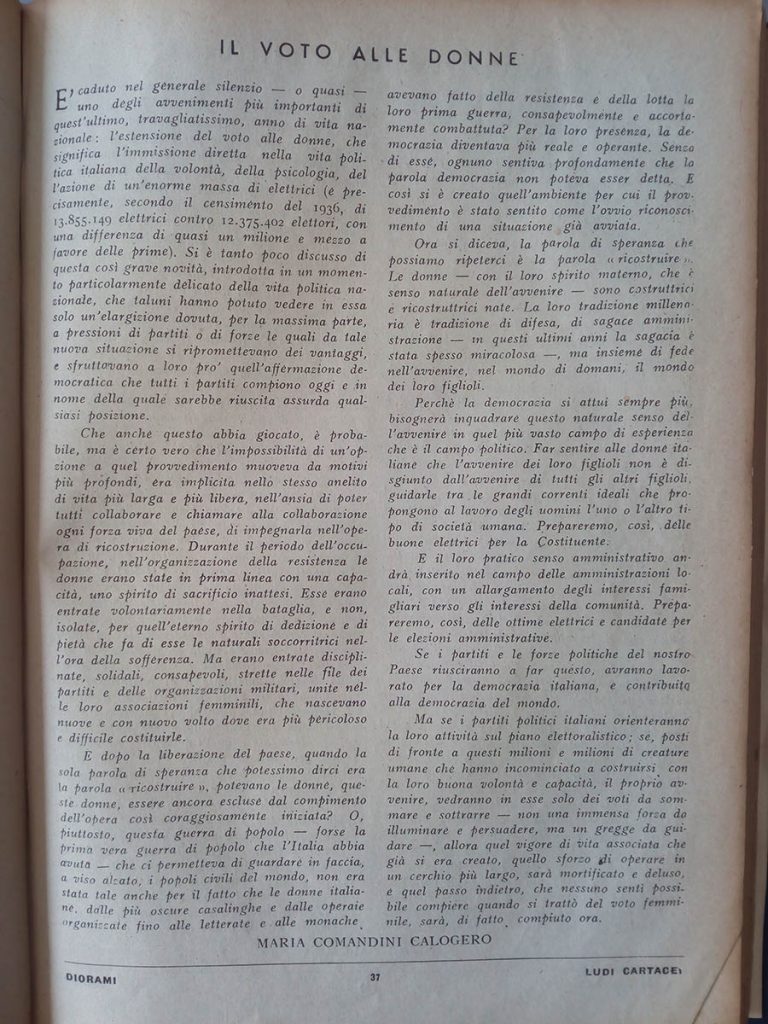 IL VOTO ALLE DONNE
E' caduto nel generale silenzio — o quasi —
uno degli avvenimenti più importanti di
quest'ultimo, travagliatissimo, anno di vita na-
zionale: l'estensione del voto alle donne, che
significa l'immissione diretta nella vita poli-
tica italiana della volontà, della psicologia, del-
l'azione di un'enorme massa di elettrici (e pre-
cisamente, secondo il censimento del 1936, di
13.855.149 elettrici contro 12.375.402 elettori, con
una differenza di quasi un milione e mezzo a
favore delle prime). Si è tanto poco discusso di
questa così grave novità, introdotta in un momen-
to particolarmente delicato della vita politica na-
zionale, che taluni hanno potuto vedere in essa
solo un'elargizione dovuta, per la massima parte,
a pressioni di partiti o di forze le quali da tale
nuova situazione si ripromettevano dei vantaggi,
e sfruttavano a loro pro' quell'affermazione de-
mocratica che tutti i partiti compiono oggi e in
nome della quale sarebbe riuscita assurda qual-
siasi posizione.
Che anche questo abbia giocato, è proba-
bile, ma è certo vero che l'impossibilità di un'op-
zione a quel provvedimento muoveva da motivi
più profondi, era implicita nello stesso anelito
di vita più larga e più libera, nell'ansia di poter
tutti collaborare e chiamare alla collaborazione
ogni forza viva del paese, di impegnarla nell'ope-
ra di ricostruzione. Durante il periodo dell'occu-
pazione, nell'organizzazione della resistenza le
donne erano state in prima linea con una capa-
cità, uno spirito di sacrificio inattesi. Esse erano
entrate volontariamente nella battaglia, e non,
isolate, per quell'eterno spirito di dedizione e di
pietà che fa di esse le naturali soccorritrici nel-
l'ora della sofferenza. Ma erano entrate discipli-
nate, solidali, consapevoli, strette nelle file dei
partiti e delle organizzazioni militari, unite nel-
le loro associazioni femminili, che nascevano
nuove e con nuovo volto dove era più pericoloso
e difficile costituirle.
E dopo la liberazione del paese, quando la
sola parola di speranza che potessimo dirci era
la parola « ricostruire », potevano le donne, que-
ste donne, essere ancora escluse dal compimento
dell'opera così coraggiosamente iniziata? O,
piuttosto, questa guerra di popolo — forse la
prima vera guerra di popolo che l'Italia abbia
avuta — che ci permetteva di guardare in faccia,
a viso alzato, i popoli civili del mondo, non era
stata tale anche per il fatto che le donne italia-
ne, dalle più oscure casalinghe e dalle operaie
organizzate fino alle letterate e alle monache
avevano fatto della resistenza e della lotta la
loro prima guerra, consapevolmente e accorta-
mente combattuta? Per la loro presenza, la de-
mocrazia diventava più reale e operante. Senza
di esse, ognuno sentiva profondamente che la
parola democrazia non poteva esser detta. E
così si è creato quell'ambiente per cui il prov-
vedimento è stato sentito come l'ovvio riconosci-
mento di una situazione già avviata.
Ora si diceva, la parola di speranza che
possiamo ripeterci è la parola « ricostruire ».
Le donne — con il loro spirito materno, che è
senso naturale dell'avvenire — sono costruttrici
e ricostruttrici nate. La loro tradizione millena-
ria è tradizione di difesa, di sagace ammini-
strazione — in questi ultimi anni la sagacia è
stata spesso miracolosa —, ma insieme di fede
nell'avvenire, nel mondo di domani, il mondo
dei loro figlioli.
Perchè la democrazia si attui sempre più,
bisognerà inquadrare questo naturale senso del-
l'avvenire in quel più vasto campo di esperienza
che è il campo politico. Far sentire alle donne ita-
liane che l'avvenire dei loro figlioli non è di-
sgiunto dall'avvenire di tutti gli altri figlioli,
guidarle tra le grandi correnti ideali che pro-
pongono al lavoro degli uomini l'uno o l'altro ti-
po di società umana. Prepareremo, così, delle
buone elettrici per la Costituente.
E il loro pratico senso amministrativo an-
drà inserito nel campo delle amministrazioni lo-
cali, con un allargamento degli interessi fami-
gliari verso gli interessi della comunità. Prepa-
reremo, così, delle ottime elettrici e candidate per
le elezioni amministrative.
Se i partiti e le forze politiche del nostro
Paese riusciranno a far questo, avranno lavo-
rato per la democrazia italiana, e contribuito
alla democrazia del mondo.
Ma se i partiti politici italiani orienteranno
la loro attività sul piano elettoralistico; se, posti
di fronte a questi milioni e milioni di creature
umane che hanno incominciato a costruirsi, con
la loro buona volontà e capacità, il proprio av-
venire, vedranno in esse solo dei voti da som-
mare e sottrarre — non una immensa forza da
illuminare e persuadere, ma un gregge da gui-
dare —, allora quel vigore di vita associata che
già si era creato, quello sforzo di operare in
un cerchio più largo, sarà mortificato e deluso,
e quel passo indietro, che nessuno sentì possi-
bile compiere quando si trattò del voto femmi-
nile, sarà, di fatto, compiuto ora.
MARIA COMANDINI CALOGERO
DIORAMI
37
LUDI CARTACEI